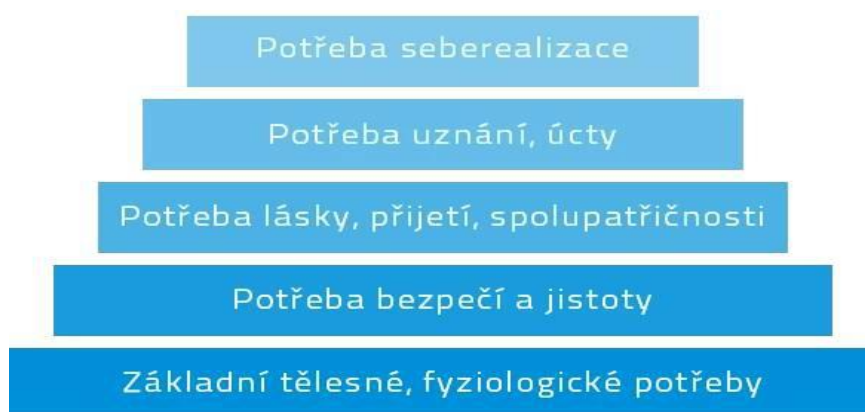 Potřeba seberealizace
Potřeba uznání, úcty
Potřeba lásky, přijetí, spolupatřičnosti
Potřeba bezpečí a jistoty
Základní tělesné, fyziologické potřeby